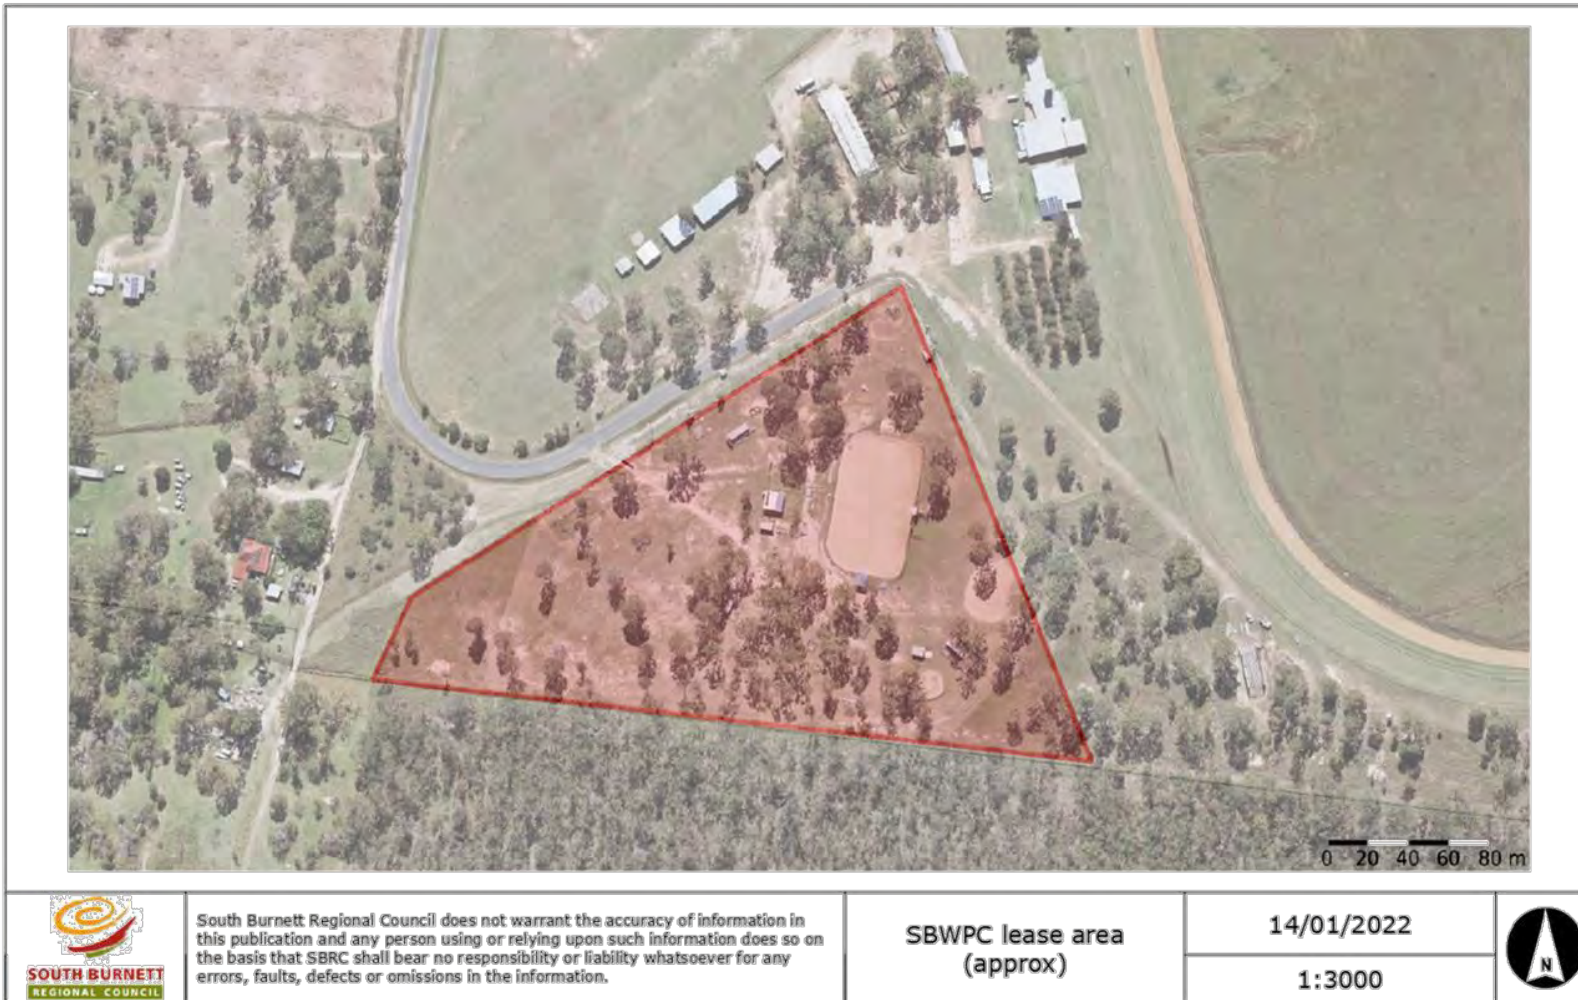 0 20 40 60 80 m
SOUTH BURNETT
REGIONAL COUNCIL
South Burnett Regional Council does not warrant the accuracy of information in
this publication and any person using or relying upon such information does so on
the basis that SBRC shall bear no responsibility or liability whatsoever for any
errors, faults, defects or omissions in the information.
SBWPC lease area
(approx)
14/01/2022
1:3000
N